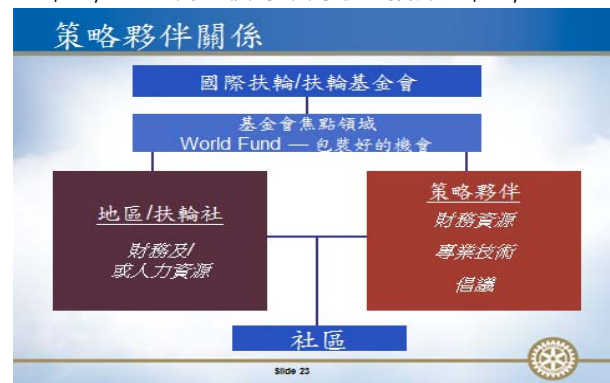 策略夥伴關係
國際扶輪/扶輪基金會
基金會焦點領域
World Fund — 包裝好的機會
地區/扶輪社
財務及/
或人力資源
策略夥伴
財務資源
專業技術
倡議
社區
Slide 23